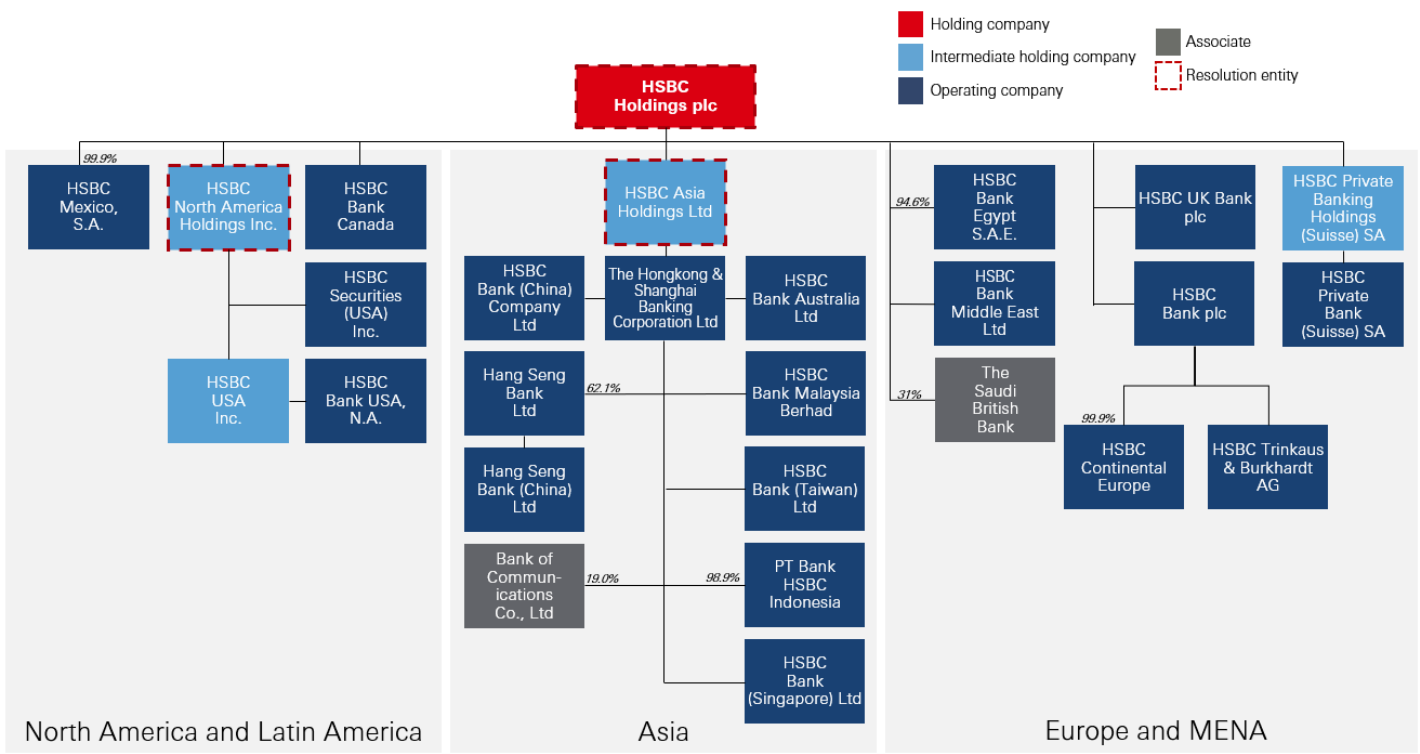 Holding company
Intermediate holding company
Operating company
Associate
Resolution entity
HSBC
Holdings plc
99.9%
HSBC
Mexico,
S.A.
HSBC
North America
Holdings Inc.
HSBC
Bank
Canada
HSBC
Securities
(USA)
Inc.
HSBC
USA
Inc.
HSBC
Bank USA,
N.A.
North America and Latin America
HSBC Asia
Holdings Ltd
HSBC
Bank (China)
Company
Ltd
The Hongkong &
Shanghai
Banking
Corporation Ltd
HSBC
Bank Australia
Ltd
Hang Seng
Bank
Ltd
62.1%
HSBC
Bank Malaysia
Berhad
Hang Seng
Bank (China)
Ltd
HSBC
Bank (Taiwan)
Ltd
Bank of
Commun-
ications
Co., Ltd
19.0%
98.9%
PT Bank
HSBC
Indonesia
HSBC
Bank
(Singapore) Ltd
Asia
94.6%
HSBC
Bank
Egypt
S.A.E.
HSBC UK Bank
plc
HSBC Private
Banking
Holdings
(Suisse) SA
HSBC
Bank
Middle East
Ltd
HSBC
Bank plc
HSBC
Private
Bank
(Suisse) SA
31%
The
Saudi
British
Bank
99.9%
HSBC
Continental
Europe
HSBC Trinkaus
& Burkhardt
AG
Europe and MENA